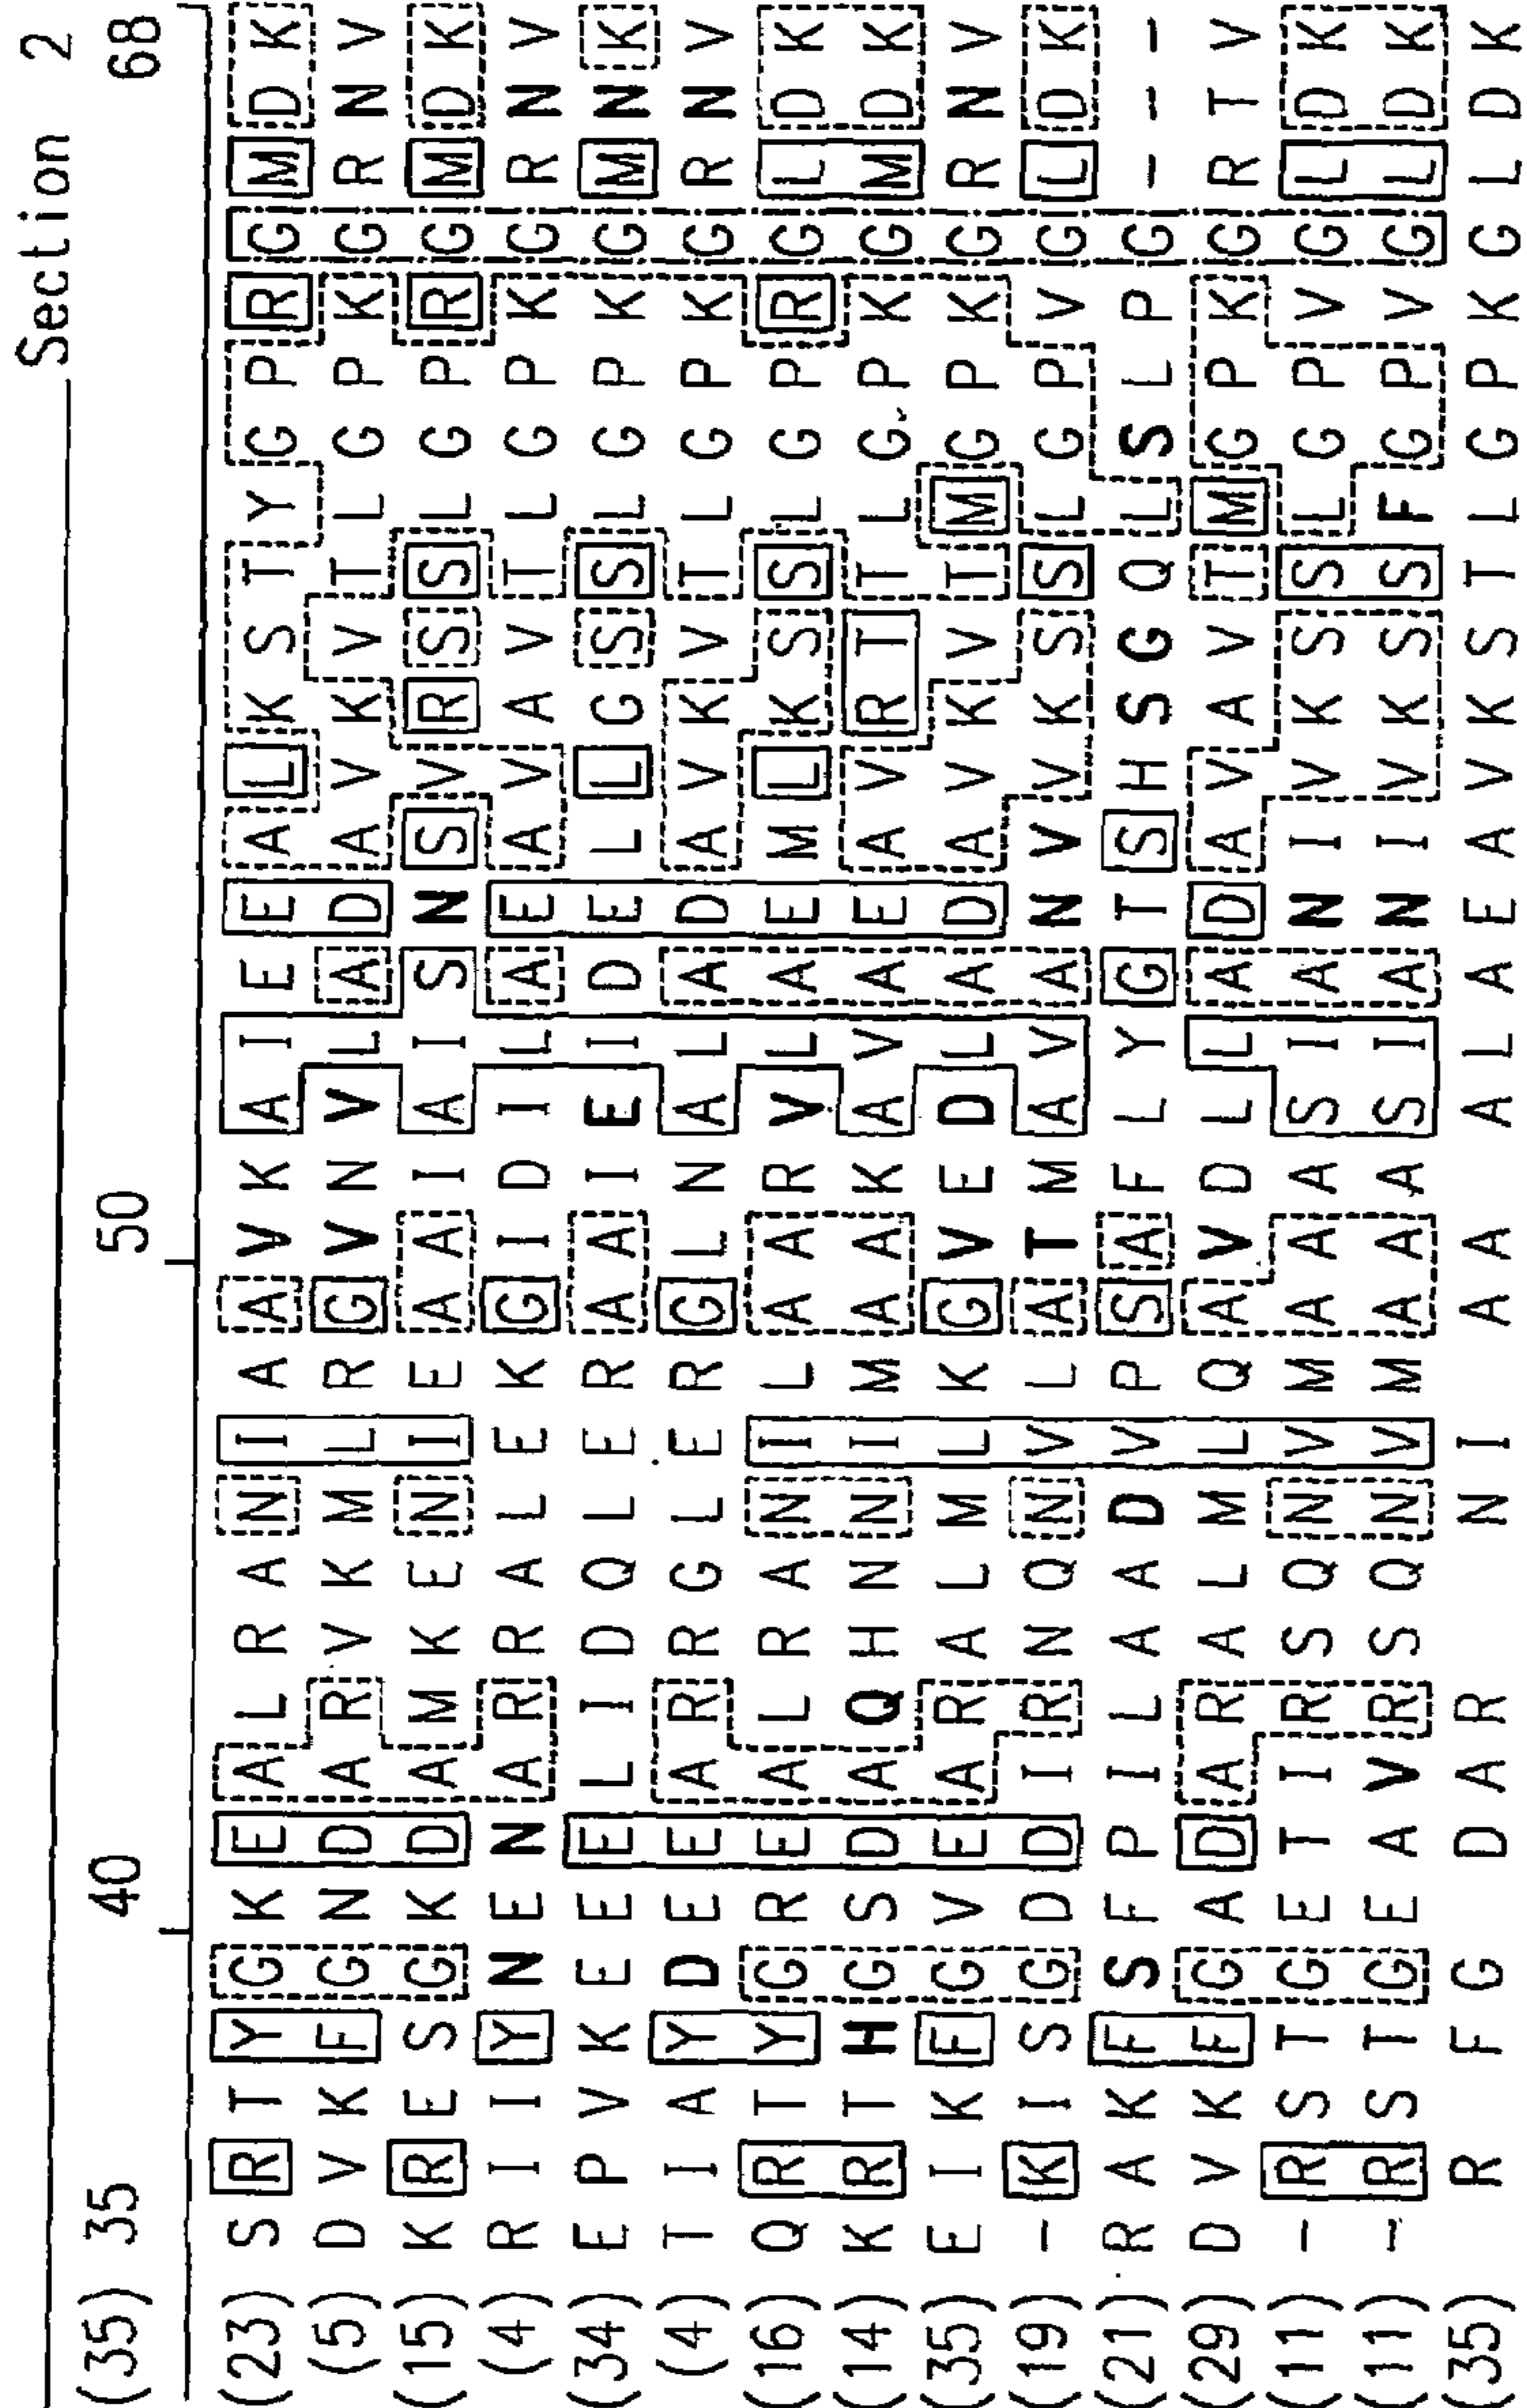 Section 2
(35) 35 40 50 68
(23) S R T Y G K E A L R A N I A A V K A I E E A L K S T Y G P R G M D K
(5) D V K F G N D A R V K M L R G V N V L A D A V K V T L G P K G R N V
(15) K R E S G K D A M K E N I E A A I A I S N S V R S S L G P R G M D K
(4) R I I Y N E N A R R A L E K G I D I L A E A V A V T L G P K G R N V
(34) E P V K E E E L I D Q L E R A A I E I D E L L G S S L G P K G M N K
(4) T I A Y D E E A R R G L E R G L N A L A D A V K V T L G P K G R N V
(16) Q R T Y G R E A L R A N I L A A R V L A E M L K S S L G P R G L D K
(14) K R T H G S D A Q H N N I M A A K A V A E A V R T T L G P K G M D K
(35) E I K F G V E A R A L M L K G V E D L A D A V K V T M G P K G R N V
(19) - K I S G D D I R N Q N V L A T M A V A N V V K S S L G P V G L D K
(21) R A K F S F P I L A A D V P S A F L Y G T S H S G Q L S L P G - - -
(29) D V K F G A D A R A L M L Q A V D L L A D A V A V T M G P K G R T V
(11) - R S T G E T I R S Q N V M A A A S I A N I V K S S L G P V G L D K
(11) - R S T G E A V R S Q N V M A A A S I A N I V K S S F G P V G L D K
(35) R F G D A R N I A A A L A E A V K S T L G P K G L D K